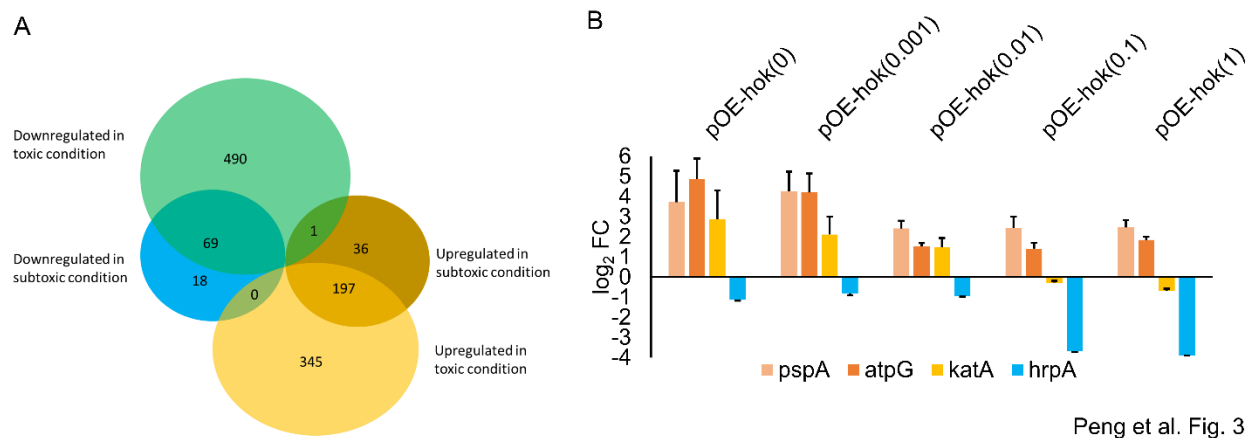 A
Downregulated in
toxic condition
490
1
69
36
Downregulated in
subtoxic condition
Upregulated in
subtoxic condition
18
0
197
345
Upregulated in
toxic condition
B
pOE-hok(0)
pOE-hok(0.001)
pOE-hok(0.01)
pOE-hok(0.1)
pOE-hok(1)
log2 FC
6
5
4
3
2
1
0
-1
-2
-3
-4
pspA atpG katA hrpA
Peng et al. Fig. 3